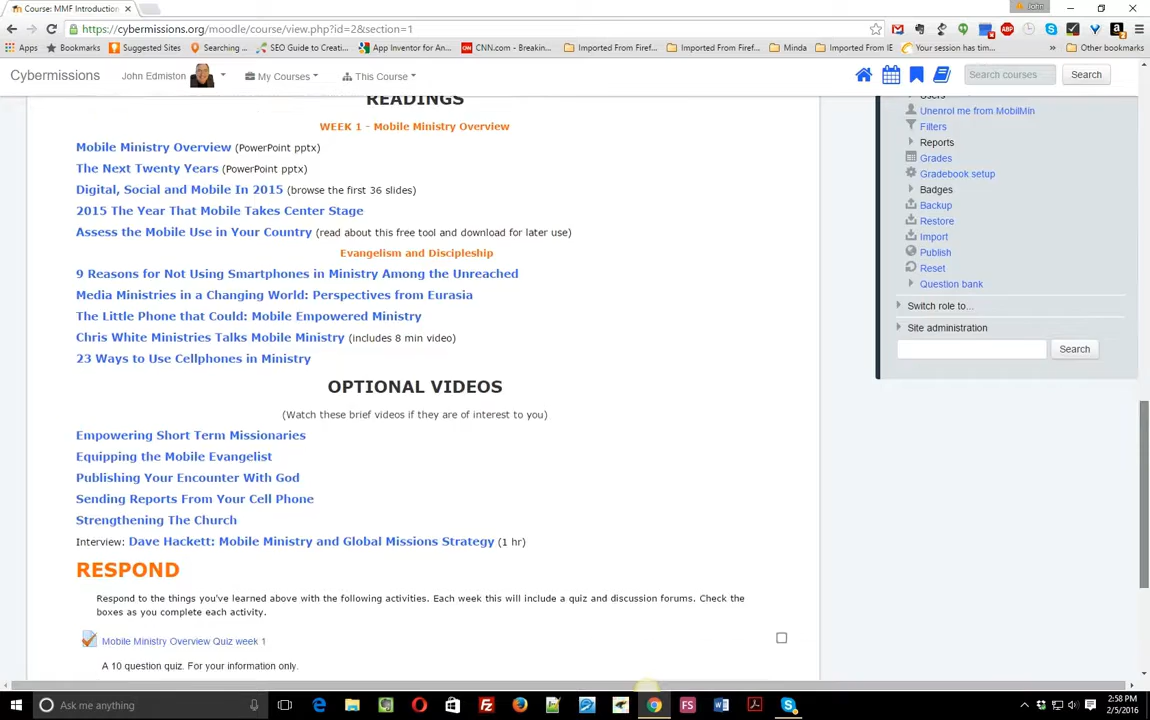 Course: MMF Introduction
John
https://cybermissions.org/moodle/course/view.php?id=2&section=1
Apps
Bookmarks
Suggested Sites
Searching ...
SEO Guide to Creati...
App Inventor for An...
CNN.com - Breakin...
Imported From Firef...
Imported From Firef...
Minda
Imported From IE
Your session has tim...
»
Other bookmarks
Cybermissions
John Edmiston
My Courses
This Course
Search courses
Search
READINGS
WEEK 1 - Mobile Ministry Overview
Mobile Ministry Overview (PowerPoint pptx)
The Next Twenty Years (PowerPoint pptx)
Digital, Social and Mobile In 2015 (browse the first 36 slides)
2015 The Year That Mobile Takes Center Stage
Assess the Mobile Use in Your Country (read about this free tool and download for later use)
Evangelism and Discipleship
9 Reasons for Not Using Smartphones in Ministry Among the Unreached
Media Ministries in a Changing World: Perspectives from Eurasia
The Little Phone that Could: Mobile Empowered Ministry
Chris White Ministries Talks Mobile Ministry (includes 8 min video)
23 Ways to Use Cellphones in Ministry
OPTIONAL VIDEOS
(Watch these brief videos if they are of interest to you)
Empowering Short Term Missionaries
Equipping the Mobile Evangelist
Publishing Your Encounter With God
Sending Reports From Your Cell Phone
Strengthening The Church
Interview: Dave Hackett: Mobile Ministry and Global Missions Strategy (1 hr)
RESPOND
Respond to the things you've learned above with the following activities. Each week this will include a quiz and discussion forums. Check the
boxes as you complete each activity.
Mobile Ministry Overview Quiz week 1
A 10 question quiz. For your information only.
Users
Unenrol me from MobilMin
Filters
Reports
Grades
Gradebook setup
Badges
Backup
Restore
Import
Publish
Reset
Question bank
Switch role to...
Site administration
Search
Ask me anything
2:58 PM
2/5/2016